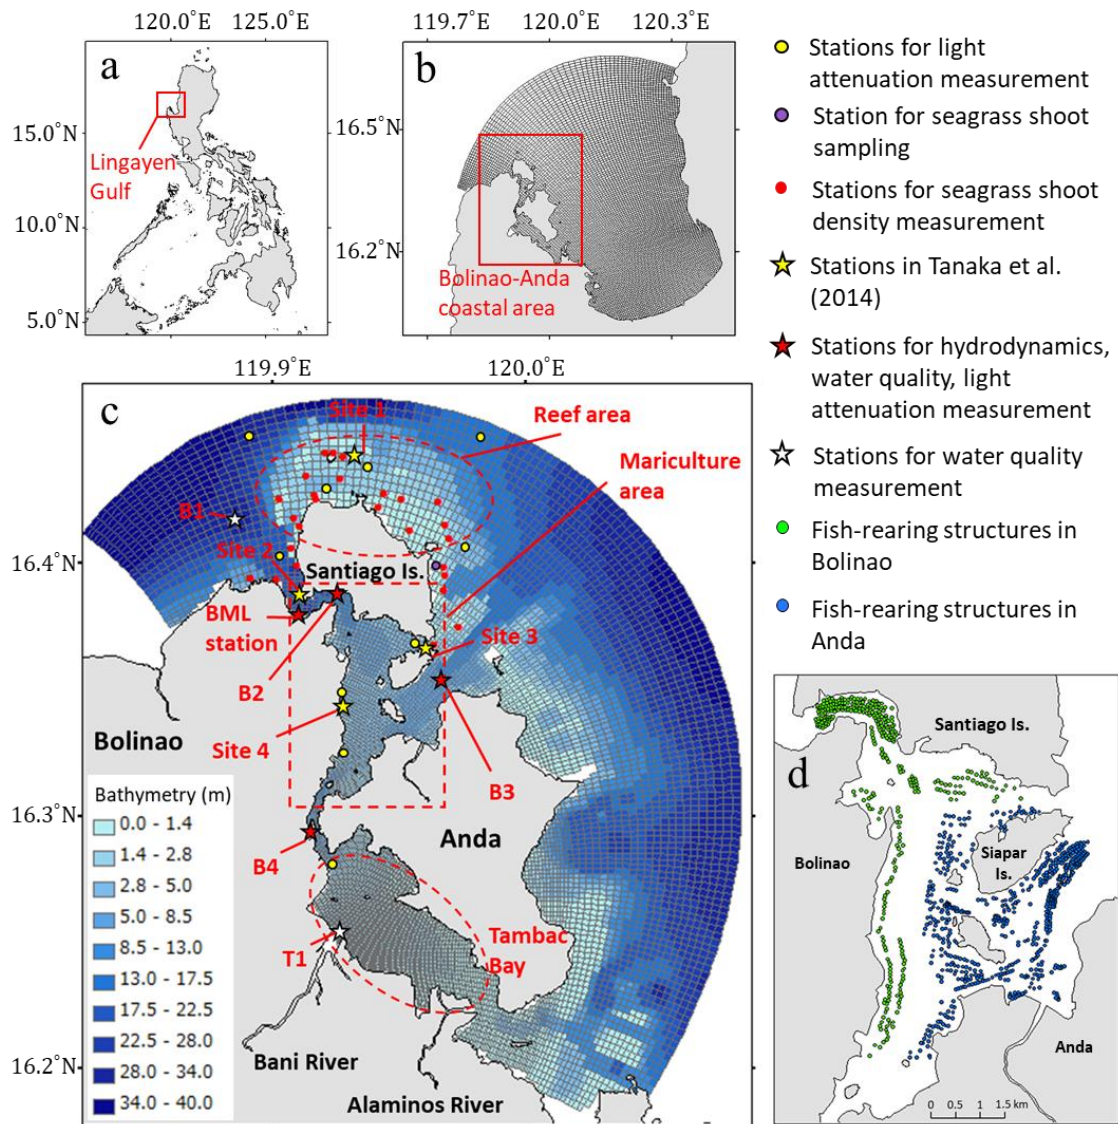 120.0°E 125.0°E
a
15.0°N
10.0°N
5.0°N
Lingayen
Gulf
119.7°E 120.0°E 120.3°E
b
16.5°N
16.2°N
Bolinao-Anda
coastal area
Stations for light
attenuation measurement
Station for seagrass shoot
sampling
Stations for seagrass shoot
density measurement
Stations in Tanaka et al.
(2014)
Stations for hydrodynamics,
water quality, light
attenuation measurement
Stations for water quality
measurement
Fish-rearing structures in
Bolinao
Fish-rearing structures in
Anda
119.9°E 120.0°E
c
16.4°N
16.3°N
16.2°N
Site 1
Reef area
Mariculture
area
B1
Site 2
Santiago Is.
BML
station
Site 3
B2
Bolinao
Site 4
B3
Anda
B4
Tambac
Bay
T1
Bani River
Alaminos River
Bathymetry (m)
0.0 - 1.4
1.4 - 2.8
2.8 - 5.0
5.0 - 8.5
8.5 - 13.0
13.0 - 17.5
17.5 - 22.5
22.5 - 28.0
28.0 - 34.0
34.0 - 40.0
d
Santiago Is.
Bolinao
Siapar
Is.
Anda
0 0.5 1 1.5 km